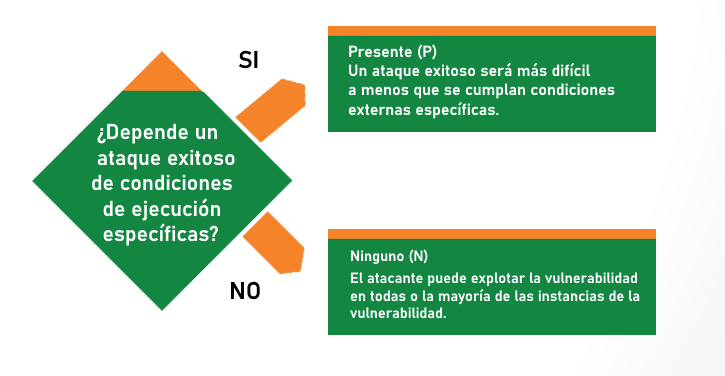 SI
Presente (P)
Un ataque exitoso será más difícil
a menos que se cumplan condiciones
externas específicas.
¿Depende un
ataque exitoso
de condiciones
de ejecución
específicas?
NO
Ninguno (N)
El atacante puede explotar la vulnerabilidad
en todas o la mayoría de las instancias de la
vulnerabilidad.